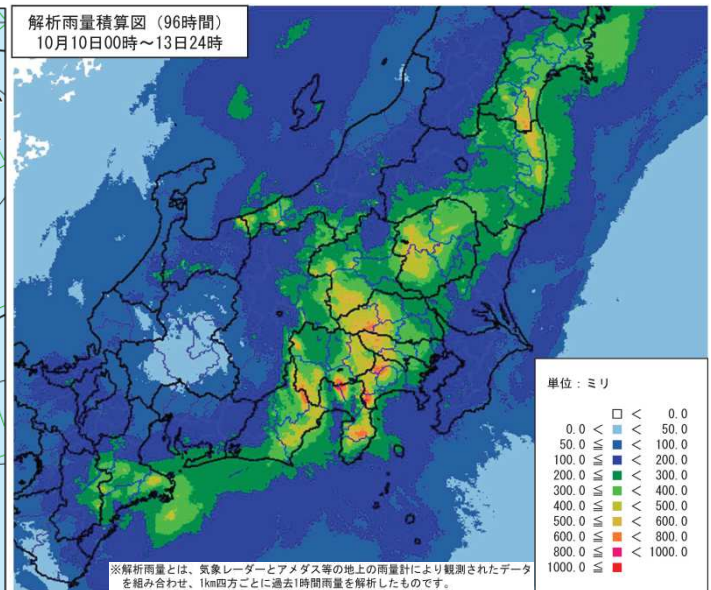 解析雨量積算図（96時間）
10月10日00時～13日24時
単位：ミリ
□ ＜ 0.0
0.0 ＜ ＜ 50.0
50.0 ≦ ＜ 100.0
100.0 ≦ ＜ 200.0
200.0 ≦ ＜ 300.0
300.0 ≦ ＜ 400.0
400.0 ≦ ＜ 500.0
500.0 ≦ ＜ 600.0
600.0 ≦ ＜ 800.0
800.0 ≦ ＜ 1000.0
1000.0 ≦
※解析雨量とは、気象レーダーとアメダス等の地上の雨量計により観測されたデータ
を組み合わせ、1km四方ごとに過去1時間雨量を解析したものです。